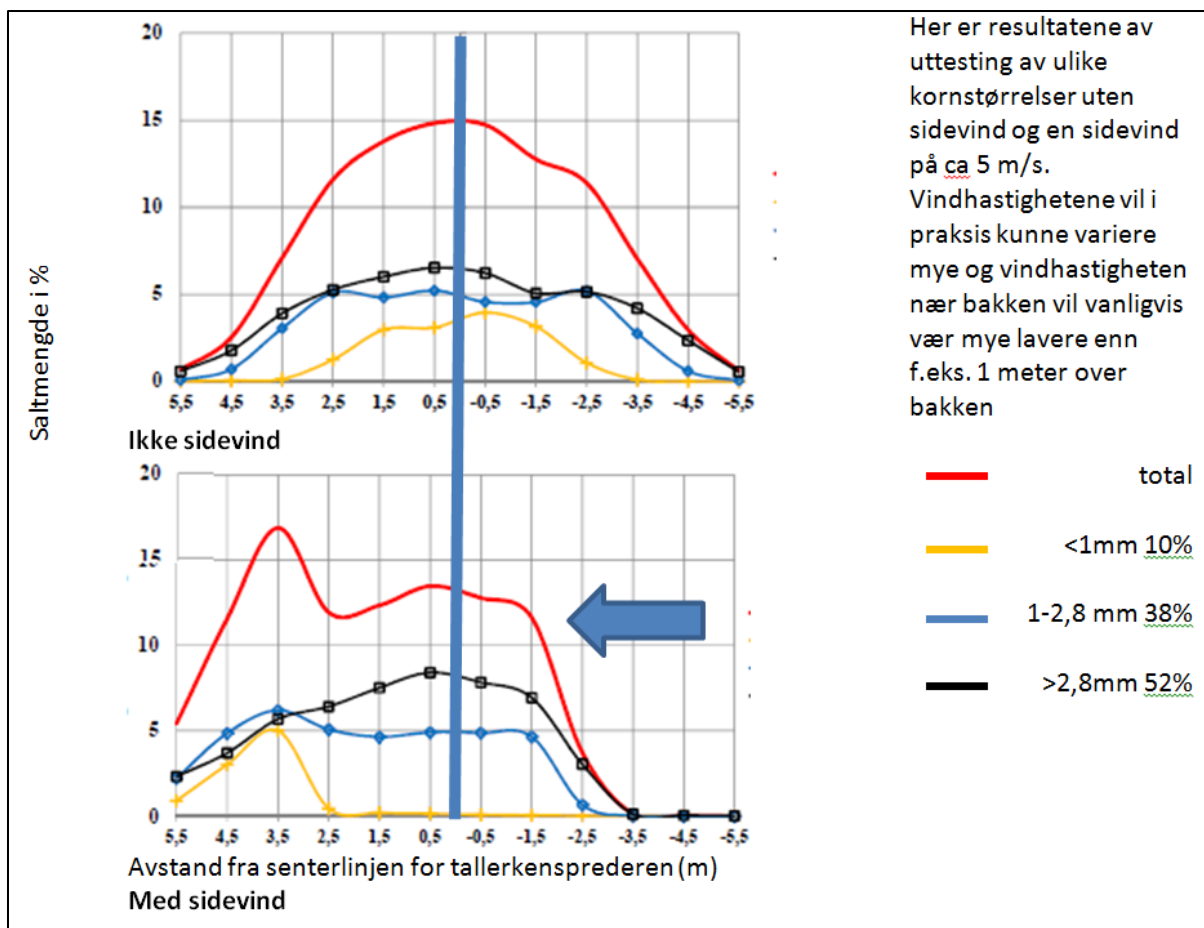 Her er resultatene av
uttesting av ulike
kornstørrelser uten
sidevind og en sidevind
på ca 5 m/s.
Vindhastighetene vil i
praksis kunne variere
mye og vindhastigheten
nær bakken vil vanligvis
vær mye lavere enn
f.eks. 1 meter over
bakken
total
<1mm 10%
1-2,8 mm 38%
>2,8mm 52%
Saltmengde i %
20
15
10
5
0
5,5 4,5 3,5 2,5 1,5 0,5 -0,5 -1,5 -2,5 -3,5 -4,5 -5,5
Ikke sidevind
20
15
10
5
0
5,5 4,5 3,5 2,5 1,5 0,5 -0,5 -1,5 -2,5 -3,5 -4,5 -5,5
Avstand fra senterlinjen for tallerkensprederen (m)
Med sidevind